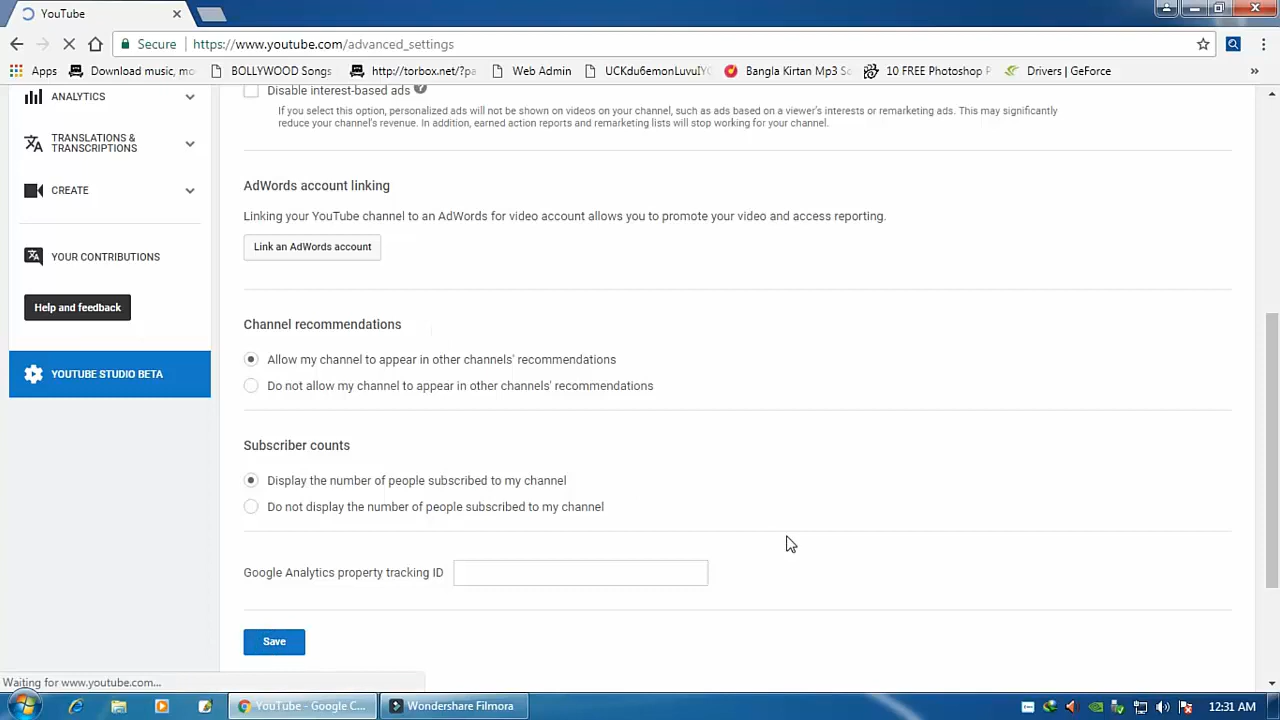 YouTube
Secure https://www.youtube.com/advanced_settings
Apps Download music, mo BOLLYWOOD Songs http://torbox.net/?pa Web Admin Bangla Kirtan Mp3 Sc 10 FREE Photoshop P Drivers | GeForce »
ANALYTICS
TRANSLATIONS &
TRANSCRIPTIONS
CREATE
YOUR CONTRIBUTIONS
Help and feedback
YOUTUBE STUDIO BETA
Disable interest-based ads ?
If you select this option, personalized ads will not be shown on videos on your channel, such as ads based on a viewer's interests or remarketing ads. This may significantly
reduce your channel's revenue. In addition, earned action reports and remarketing lists will stop working for your channel.
AdWords account linking
Linking your YouTube channel to an AdWords for video account allows you to promote your video and access reporting.
Link an AdWords account
Channel recommendations
Allow my channel to appear in other channels' recommendations
Do not allow my channel to appear in other channels' recommendations
Subscriber counts
Display the number of people subscribed to my channel
Do not display the number of people subscribed to my channel
Google Analytics property tracking ID
Save
Waiting for www.youtube.com...
YouTube - Google C... Wondershare Filmora 12:31 AM